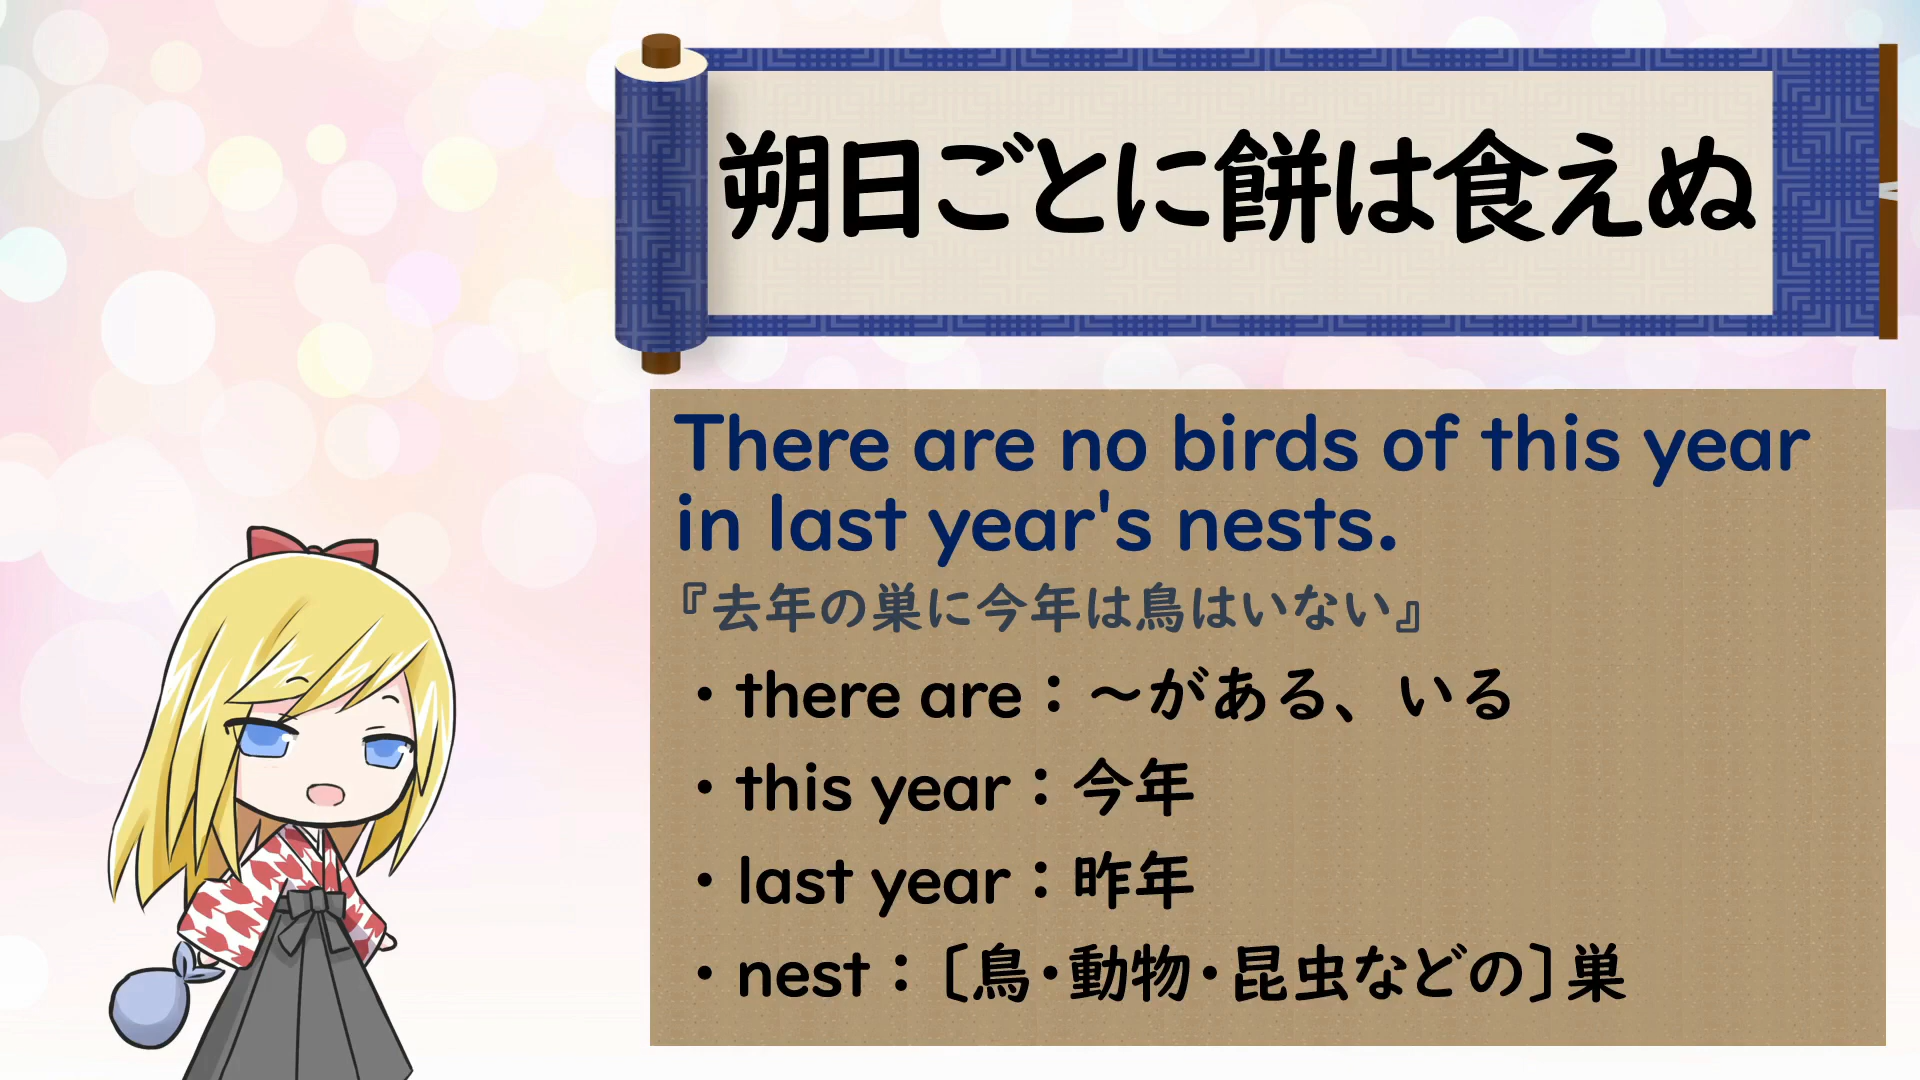 朔日ごとに餅は食えぬ
There are no birds of this year
in last year's nests.
『去年の巣に今年は鳥はいない』
・there are：～がある、いる
・this year：今年
・last year：昨年
・nest：〔鳥・動物・昆虫などの〕巣